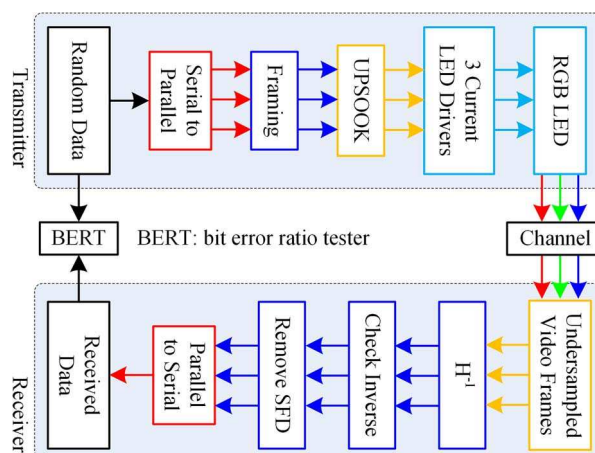 Transmitter
Random Data
Serial to
Parallel
Framing
UPSOOK
3 Current
LED Drivers
RGB LED
BERT
BERT: bit error ratio tester
Channel
Receiver
Received
Data
Parallel
to Serial
Remove SFD
Check Inverse
H⁻¹
Undersampled
Video Frames